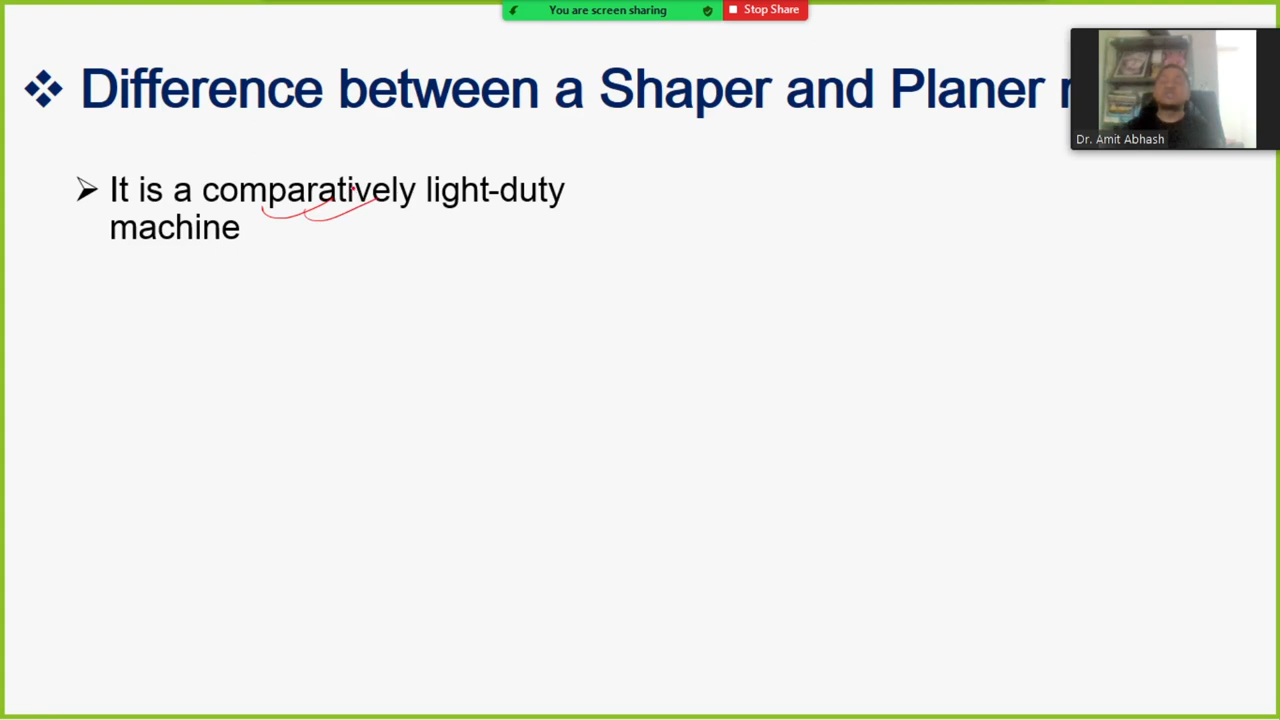 You are screen sharing
Stop Share
Difference between a Shaper and Planer
Dr. Amit Abhash
It is a comparatively light-duty
machine